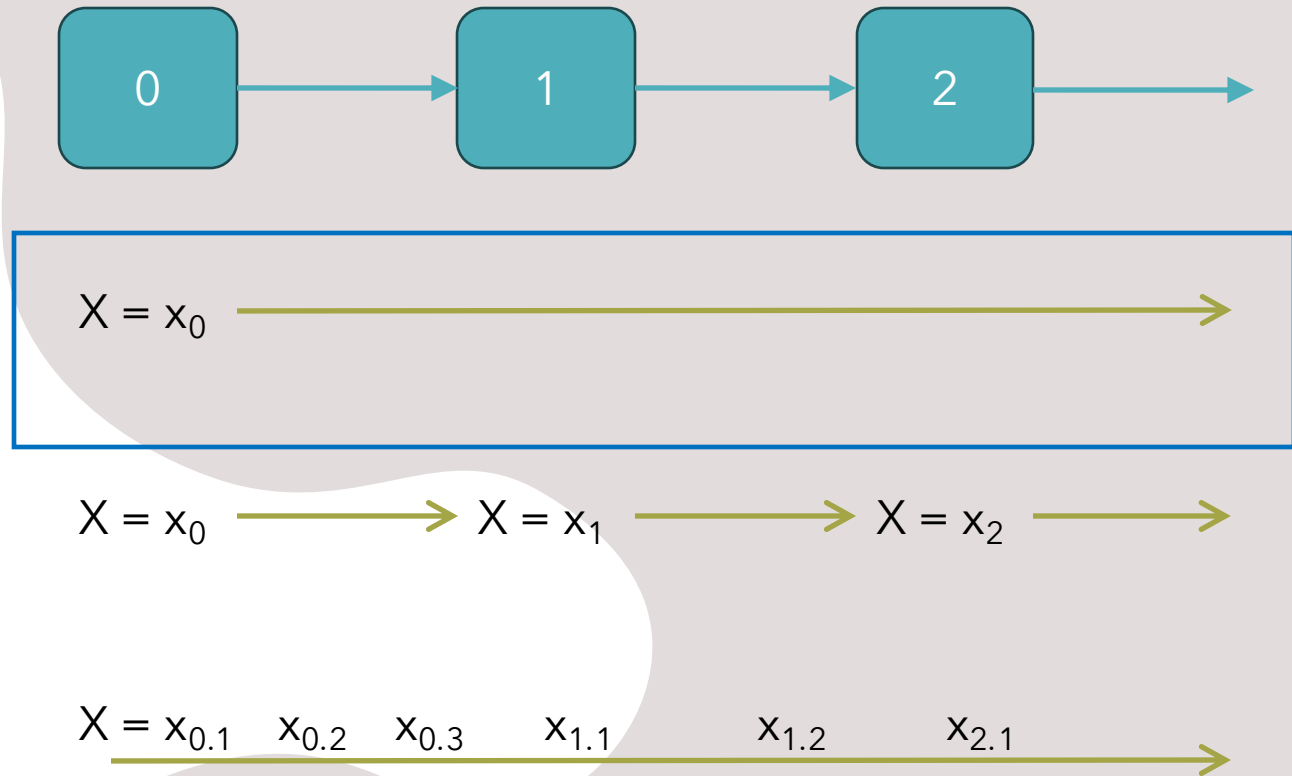 0 1 2
X = x₀
X = x₀ X = x₁ X = x₂
X = x₀.₁ x₀.₂ x₀.₃ x₁.₁ x₁.₂ x₂.₁